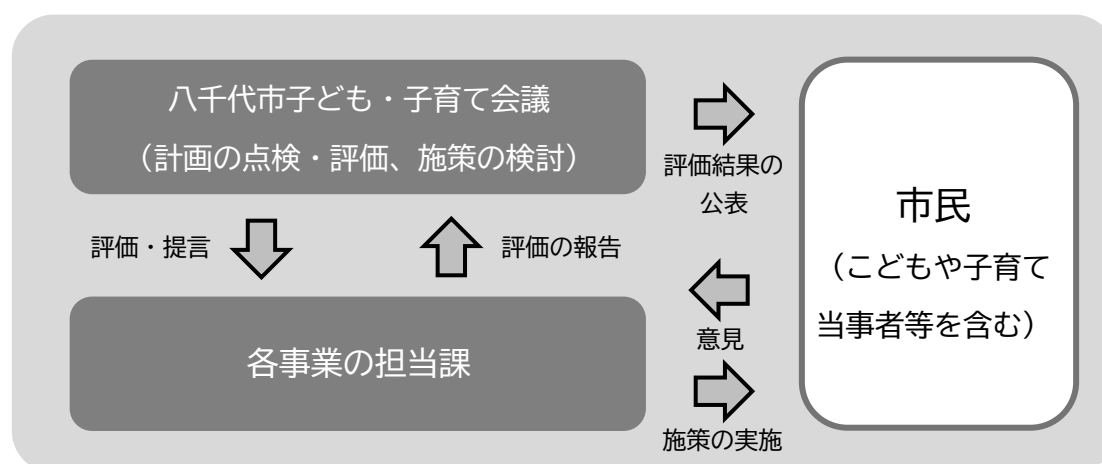 八千代市子ども・子育て会議
（計画の点検・評価、施策の検討）
評価結果の
公表
評価・提言
評価の報告
各事業の担当課
意見
施策の実施
市民
（こどもや子育て
当事者等を含む）